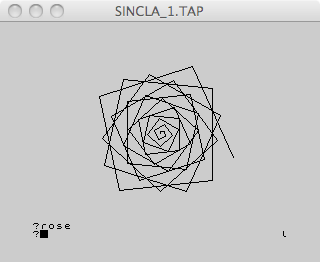 SINCLA_1.TAP
?rose
?
L